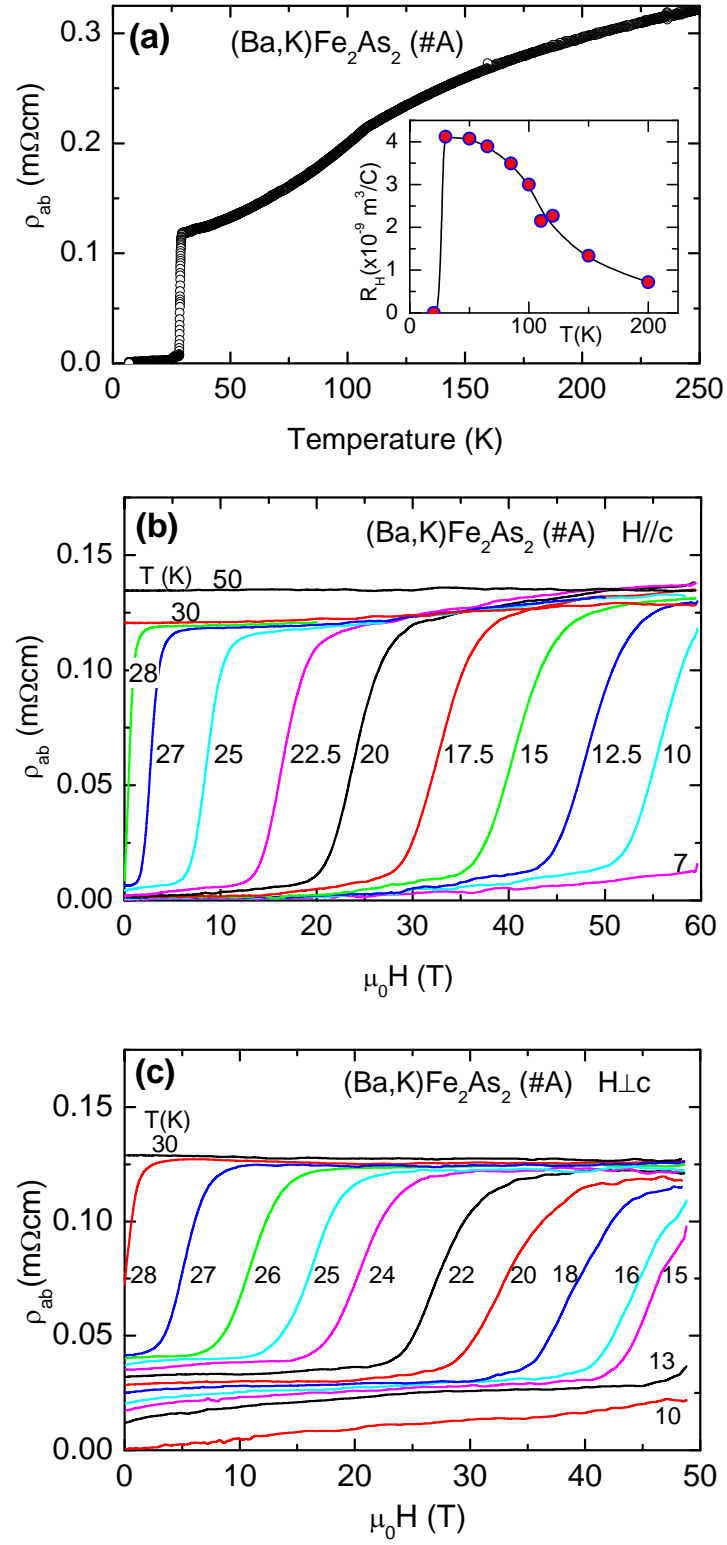 (a) (Ba,K)Fe₂As₂ (#A)
ρab (mΩcm)
0.3
0.2
0.1
0.0
0 50 100 150 200 250
Temperature (K)
RH(x10⁻⁹ m³/C)
4
3
2
1
0
0 100 200
T(K)
(b) (Ba,K)Fe₂As₂ (#A) H//c
ρab (mΩcm)
0.15
0.10
0.05
0.00
T (K) 50
30
28
27 25 22.5 20 17.5 15 12.5 10
7
0 10 20 30 40 50 60
μ₀H (T)
(c) (Ba,K)Fe₂As₂ (#A) H⊥c
ρab(mΩcm)
0.15
0.10
0.05
0.00
T(K)
30
28 27 26 25 24 22 20 18 16 15
13
10
0 10 20 30 40 50
μ₀H (T)